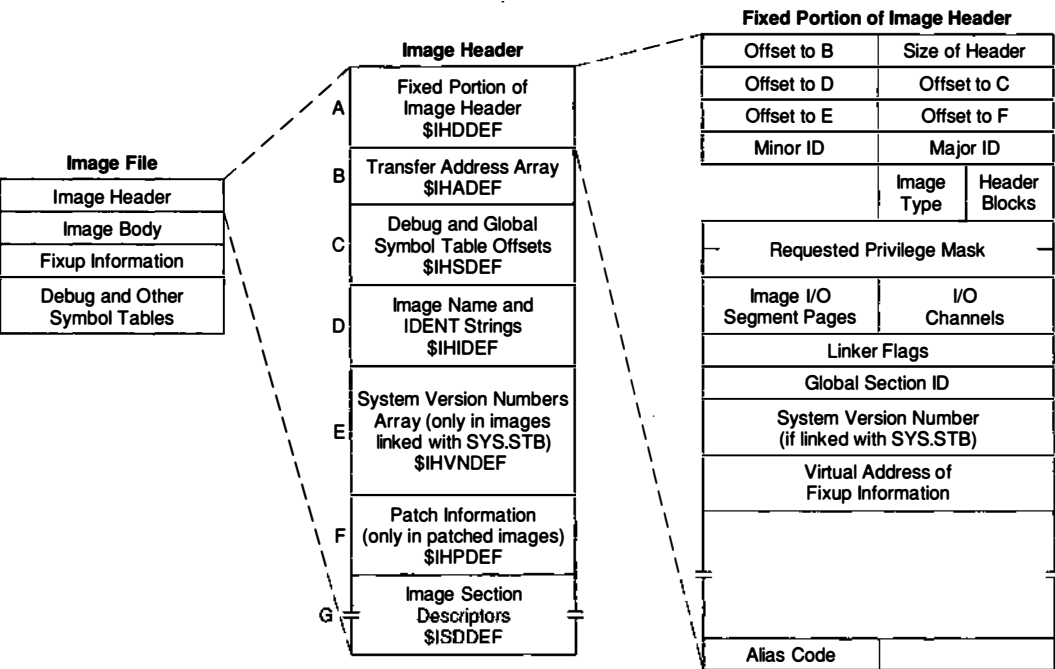 Image File
Image Header
Image Body
Fixup Information
Debug and Other
Symbol Tables
Image Header
A
Fixed Portion of
Image Header
$IHDDEF
B
Transfer Address Array
$IHADEF
C
Debug and Global
Symbol Table Offsets
$IHSDEF
D
Image Name and
IDENT Strings
$IHIDEF
E
System Version Numbers
Array (only in images
linked with SYS.STB)
$IHVNDEF
F
Patch Information
(only in patched images)
$IHPDEF
G
Image Section
Descriptors
$ISDDEF
Fixed Portion of Image Header
Offset to B
Size of Header
Offset to D
Offset to C
Offset to E
Offset to F
Minor ID
Major ID
Image
Type
Header
Blocks
Requested Privilege Mask
Image I/O
Segment Pages
I/O
Channels
Linker Flags
Global Section ID
System Version Number
(if linked with SYS.STB)
Virtual Address of
Fixup Information
Alias Code